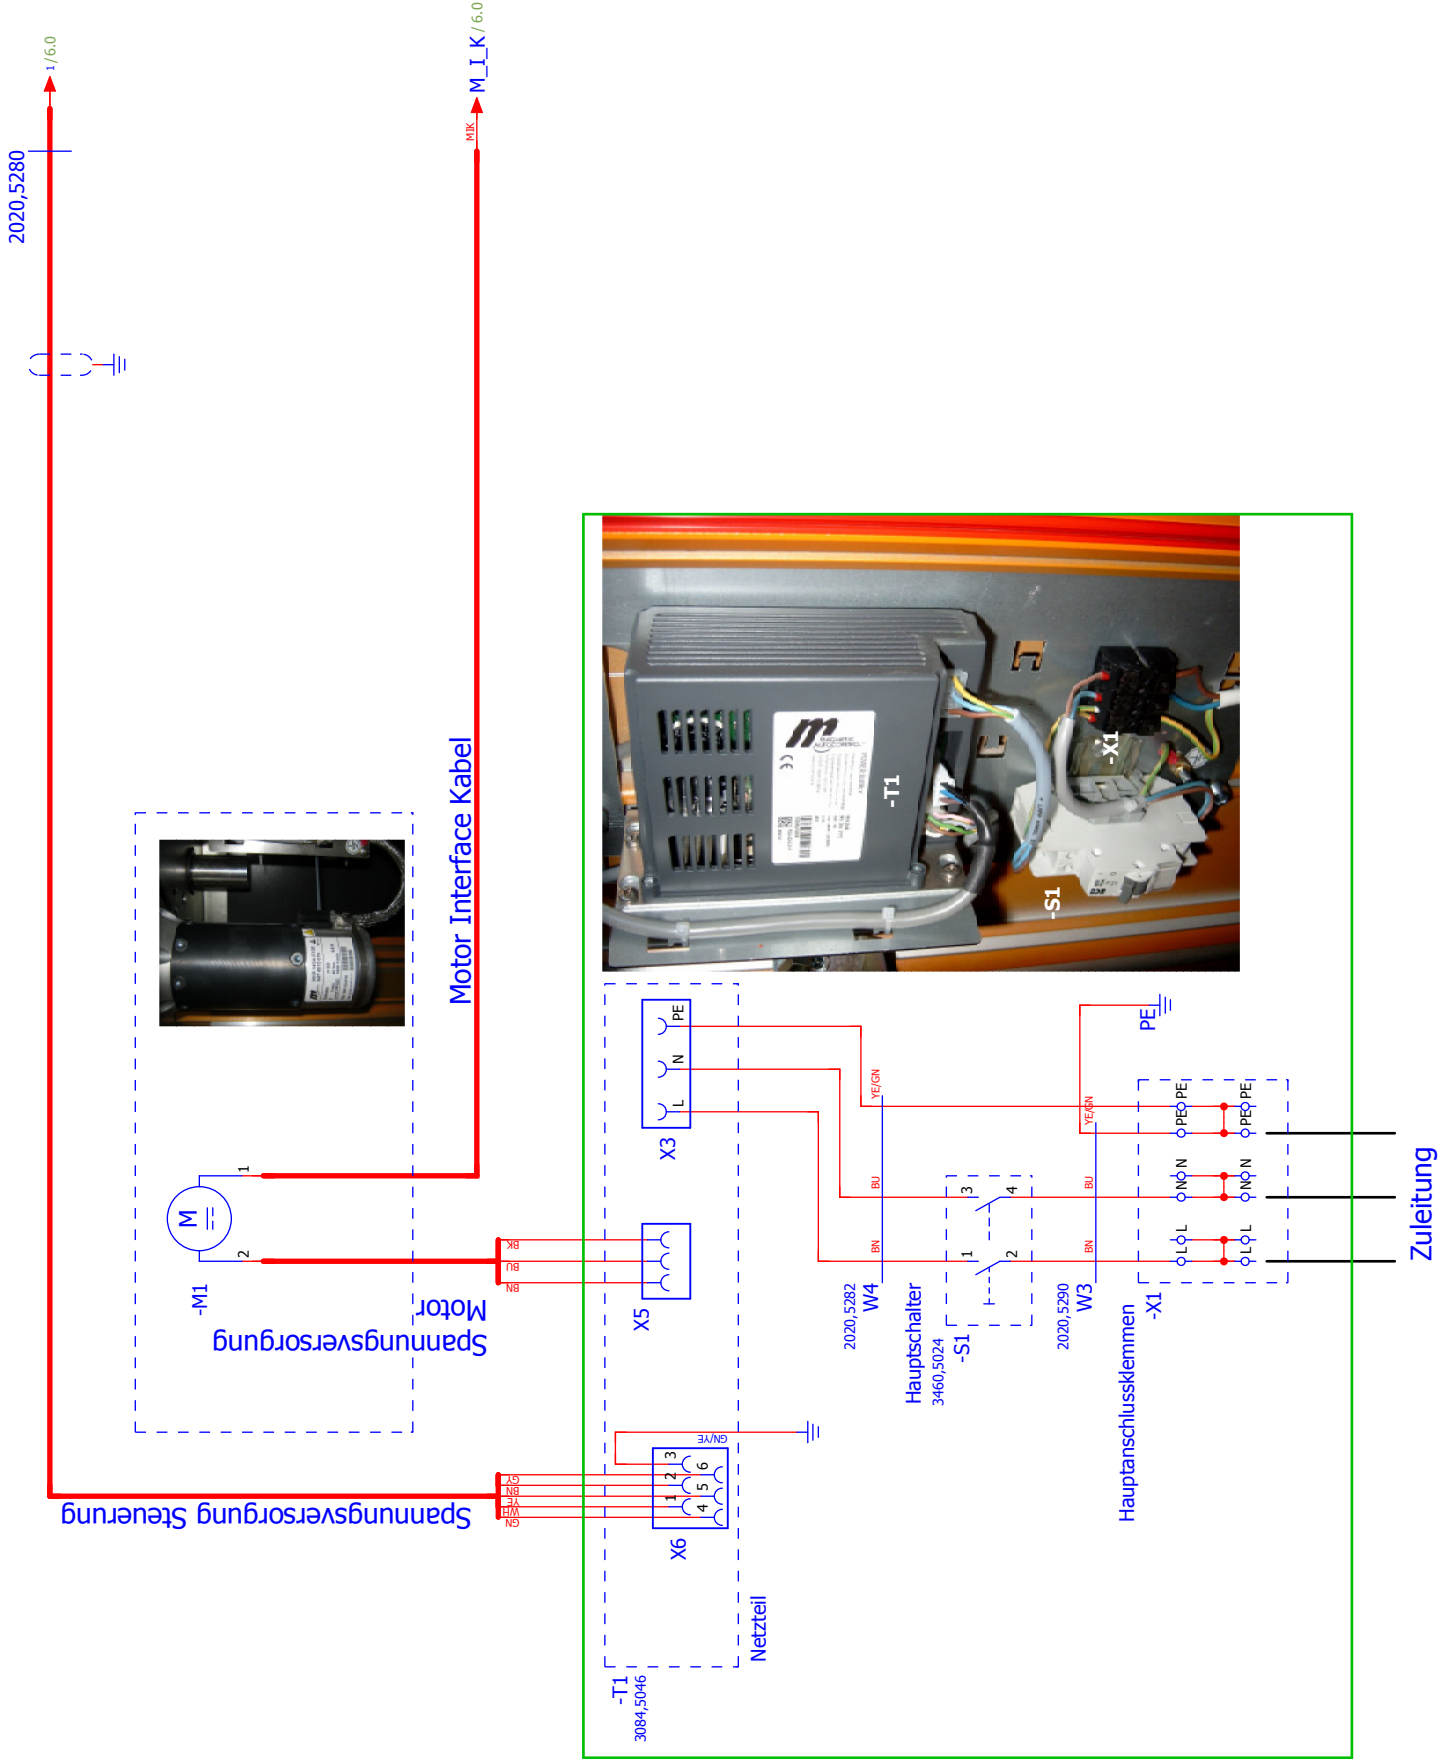 2020,5280
1 / 6.0
MIK
M_I_K / 6.0
Motor Interface Kabel
-M1
M
1
2
Spannungsversorgung
Motor
Spannungsversorgung Steuerung
BK
BU
BN
GY
BN
YE
WH
GN
-T1
3084,5046
Netzteil
X6
1
2
3
4
5
6
GN/YE
X5
X3
L
N
PE
2020,5282
W4
BN
BU
YE/GN
Hauptschalter
3460,5024
-S1
1
2
3
4
2020,5290
W3
BN
BU
YE/GN
PE
Hauptanschlussklemmen
-X1
L
L
N
N
PE
PE
L
L
N
N
PE
PE
Zuleitung
-T1
-S1
-X1
MAGNETIC
AUTOCONTROL
CE